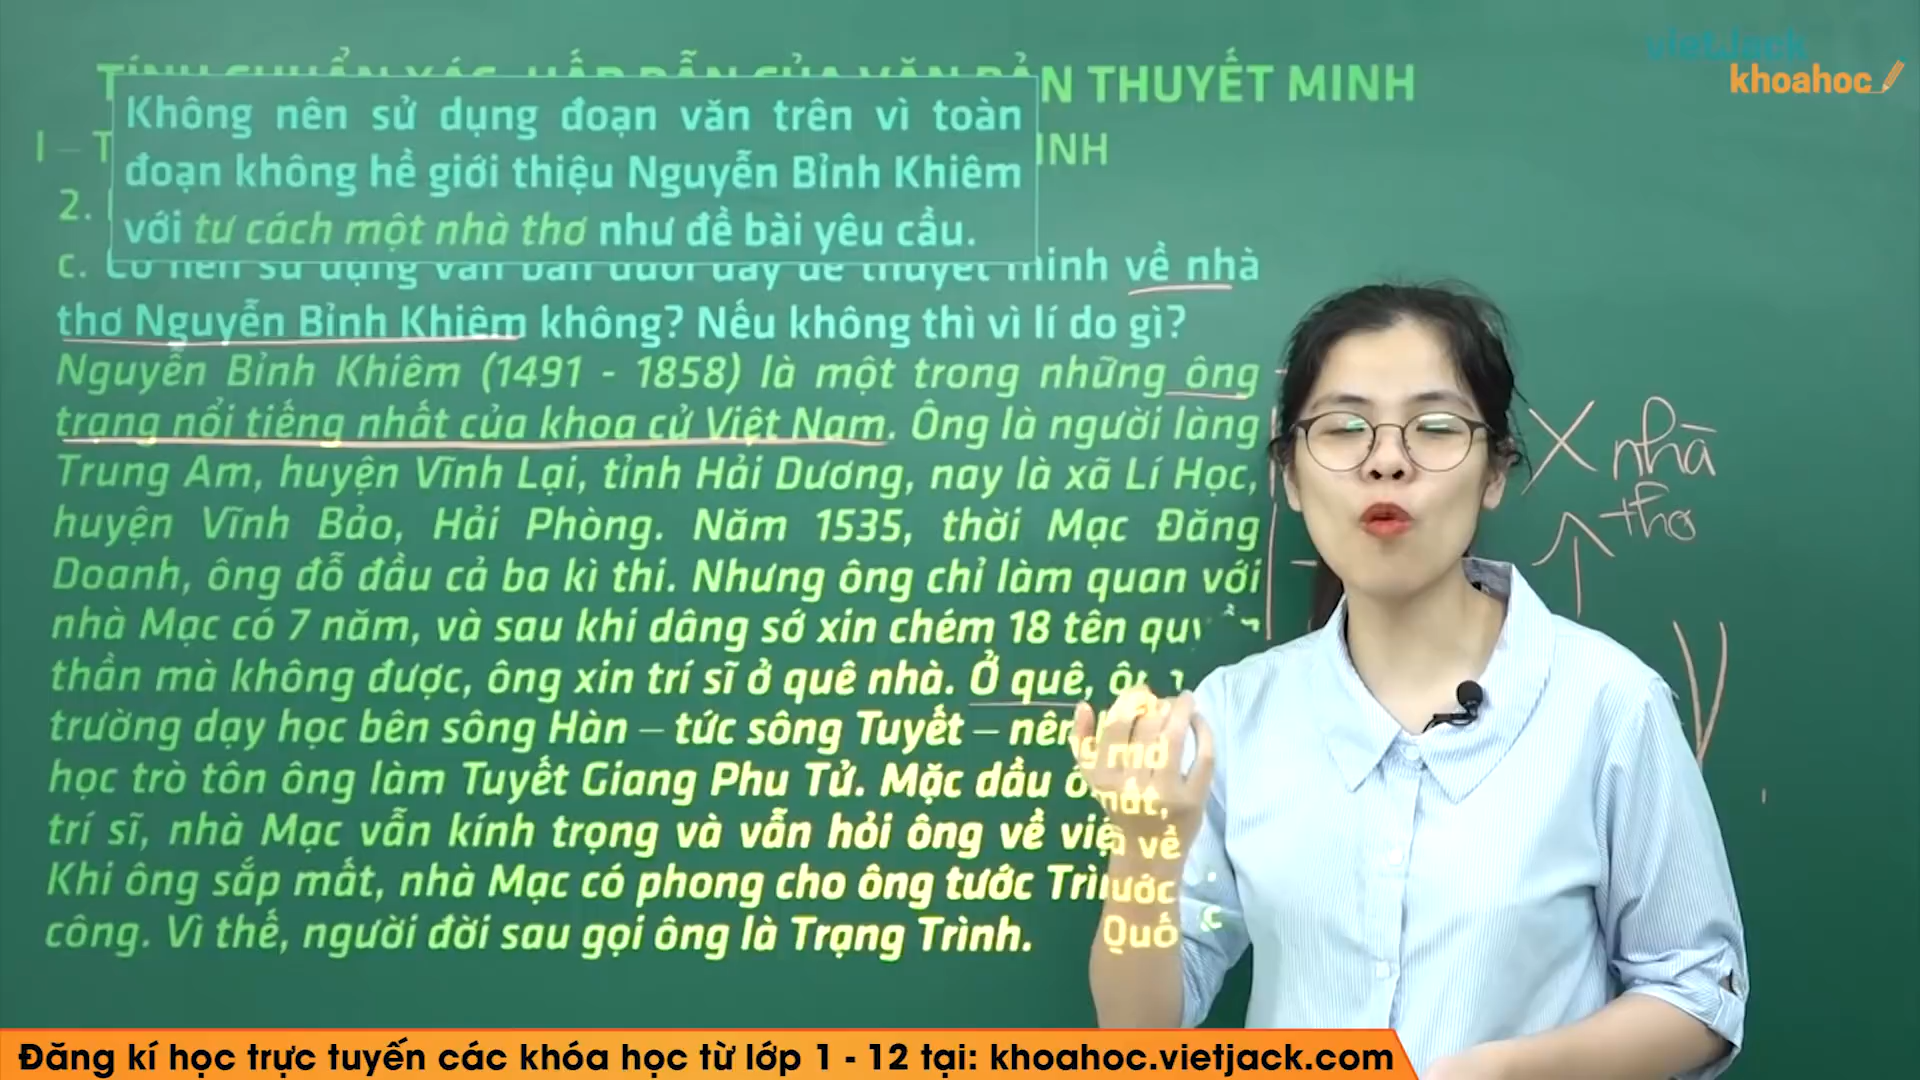 vietJack
khoahoc
N THUYẾT MINH
INH
I – T
2.
Không nên sử dụng đoạn văn trên vì toàn
đoạn không hề giới thiệu Nguyễn Bỉnh Khiêm
với tư cách một nhà thơ như đề bài yêu cầu.
c. Có nên sử dụng văn bản dưới đây để thuyết minh về nhà
thơ Nguyễn Bỉnh Khiêm không? Nếu không thì vì lí do gì?
Nguyễn Bỉnh Khiêm (1491 - 1858) là một trong những ông
trạng nổi tiếng nhất của khoa cử Việt Nam. Ông là người làng
Trung Am, huyện Vĩnh Lại, tỉnh Hải Dương, nay là xã Lí Học,
huyện Vĩnh Bảo, Hải Phòng. Năm 1535, thời Mạc Đăng
Doanh, ông đỗ đầu cả ba kì thi. Nhưng ông chỉ làm quan với
nhà Mạc có 7 năm, và sau khi dâng sớ xin chém 18 tên
thần mà không được, ông xin trí sĩ ở quê nhà. Ở quê,
trường dạy học bên sông Hàn – tức sông Tuyết – nên
học trò tôn ông làm Tuyết Giang Phu Tử. Mặc dầu
trí sĩ, nhà Mạc vẫn kính trọng và vẫn hỏi ông về
Khi ông sắp mất, nhà Mạc có phong cho ông tước
công. Vì thế, người đời sau gọi ông là Trạng Trình.
X nhà
thơ
Đăng kí học trực tuyến các khóa học từ lớp 1 - 12 tại: khoahoc.vietjack.com